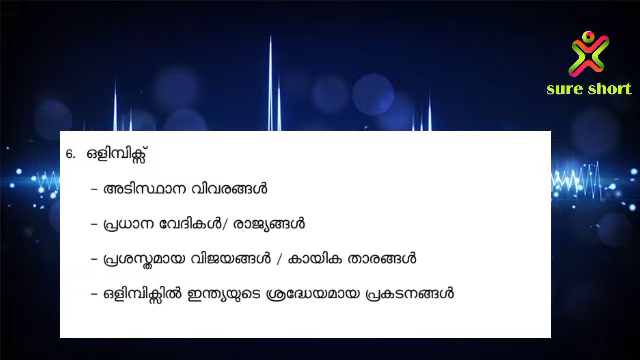 sure short
6. ഒളിമ്പിക്സ്
– അടിസ്ഥാന വിവരങ്ങൾ
– പ്രധാന വേദികൾ/ രാജ്യങ്ങൾ
– പ്രശസ്തമായ വിജയങ്ങൾ / കായിക താരങ്ങൾ
– ഒളിമ്പിക്സിൽ ഇന്ത്യയുടെ ശ്രദ്ധേയമായ പ്രകടനങ്ങൾ